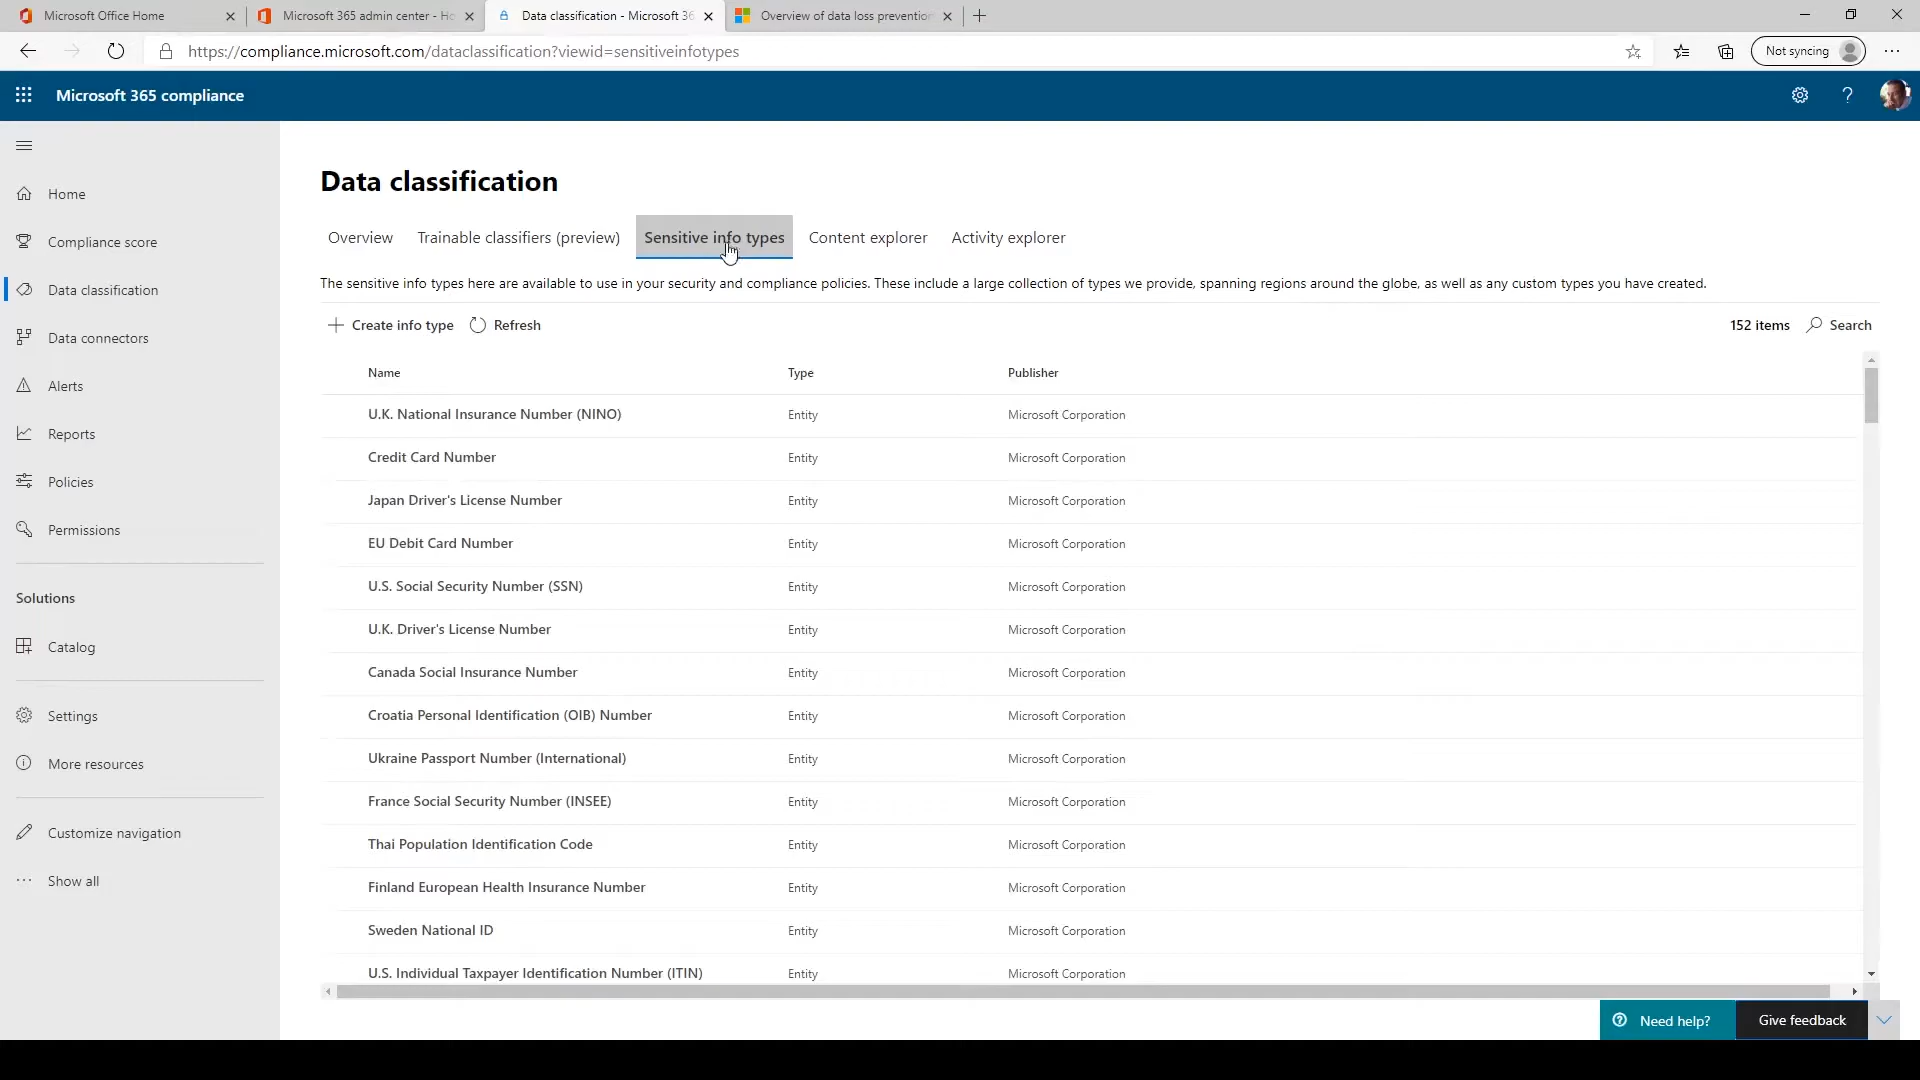 Microsoft Office Home
Microsoft 365 admin center - Ho
Data classification - Microsoft 36
Overview of data loss prevention
https://compliance.microsoft.com/dataclassification?viewid=sensitiveinfotypes
Not syncing
Microsoft 365 compliance
Home
Compliance score
Data classification
Data connectors
Alerts
Reports
Policies
Permissions
Solutions
Catalog
Settings
More resources
Customize navigation
Show all
Data classification
Overview
Trainable classifiers (preview)
Sensitive info types
Content explorer
Activity explorer
The sensitive info types here are available to use in your security and compliance policies. These include a large collection of types we provide, spanning regions around the globe, as well as any custom types you have created.
Create info type
Refresh
152 items
Search
Name Type Publisher
U.K. National Insurance Number (NINO) Entity Microsoft Corporation
Credit Card Number Entity Microsoft Corporation
Japan Driver's License Number Entity Microsoft Corporation
EU Debit Card Number Entity Microsoft Corporation
U.S. Social Security Number (SSN) Entity Microsoft Corporation
U.K. Driver's License Number Entity Microsoft Corporation
Canada Social Insurance Number Entity Microsoft Corporation
Croatia Personal Identification (OIB) Number Entity Microsoft Corporation
Ukraine Passport Number (International) Entity Microsoft Corporation
France Social Security Number (INSEE) Entity Microsoft Corporation
Thai Population Identification Code Entity Microsoft Corporation
Finland European Health Insurance Number Entity Microsoft Corporation
Sweden National ID Entity Microsoft Corporation
U.S. Individual Taxpayer Identification Number (ITIN) Entity Microsoft Corporation
Need help?
Give feedback